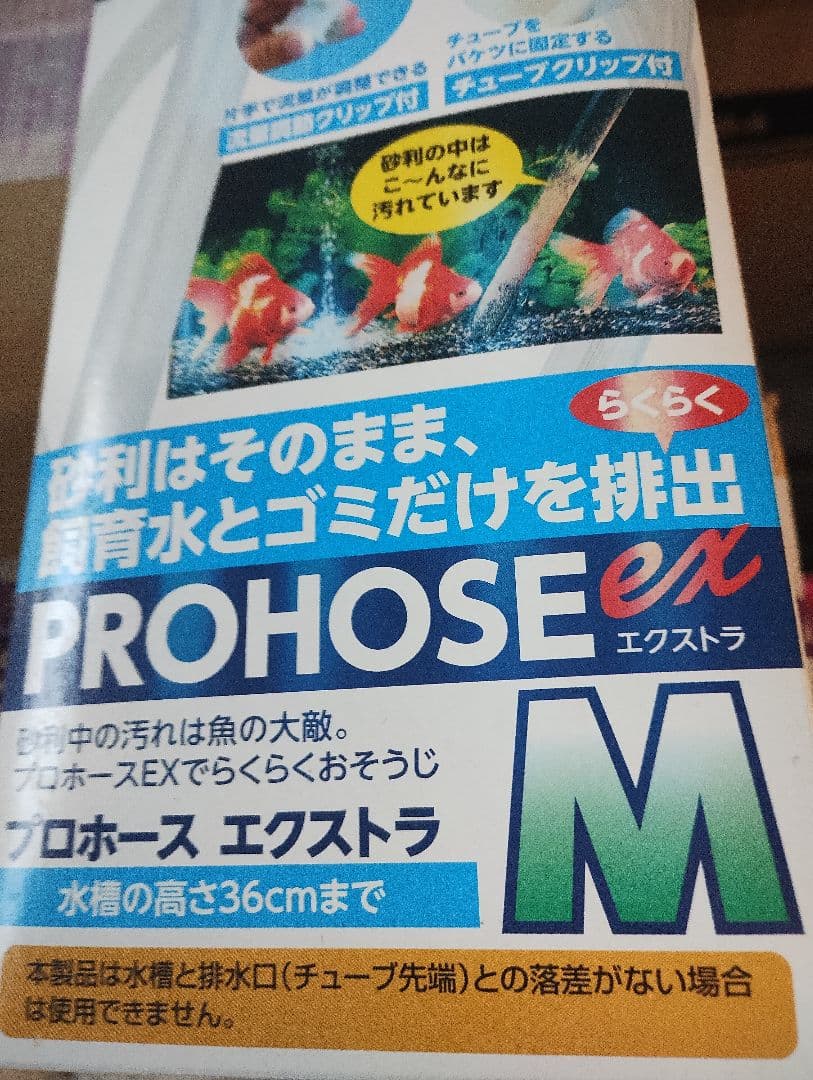 片手で流量が調整できる
流量調節クリップ付
チューブを
バケツに固定する
チューブクリップ付
砂利の中は
こ～んなに
汚れています
らくらく
砂利はそのまま、
飼育水とゴミだけを排出
PROHOSE ex
エクストラ
砂利中の汚れは魚の大敵。
プロホースEXでらくらくおそうじ
プロホース エクストラ
M
水槽の高さ36cmまで
本製品は水槽と排水口(チューブ先端)との落差がない場合
は使用できません。